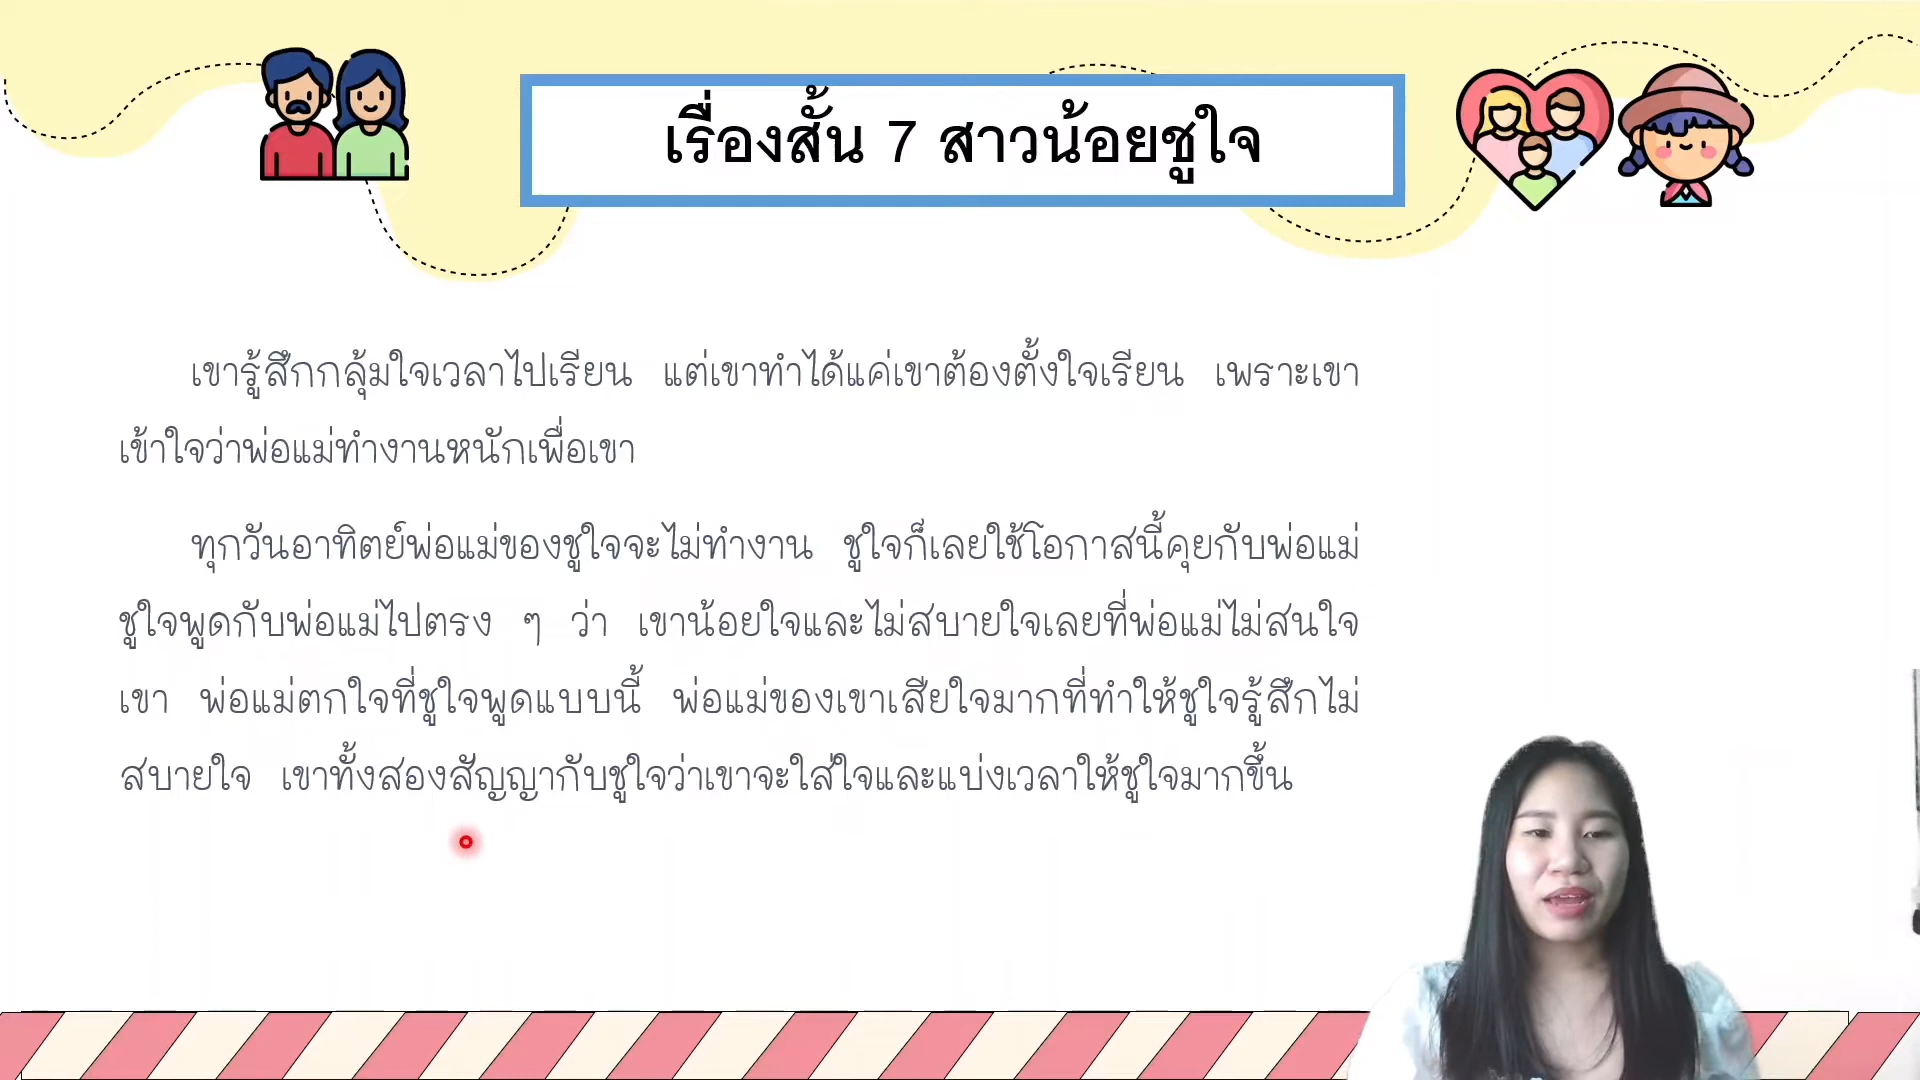 เรื่องสั้น 7 สาวน้อยชูใจ
เขารู้สึกกลุ้มใจเวลาไปเรียน แต่เขาทำได้แค่เขาต้องตั้งใจเรียน เพราะเขา
เข้าใจว่าพ่อแม่ทำงานหนักเพื่อเขา
ทุกวันอาทิตย์พ่อแม่ของชูใจจะไม่ทำงาน ชูใจก็เลยใช้โอกาสนี้คุยกับพ่อแม่
ชูใจพูดกับพ่อแม่ไปตรง ๆ ว่า เขาน้อยใจและไม่สบายใจเลยที่พ่อแม่ไม่สนใจ
เขา พ่อแม่ตกใจที่ชูใจพูดแบบนี้ พ่อแม่ของเขาเสียใจมากที่ทำให้ชูใจรู้สึกไม่
สบายใจ เขาทั้งสองสัญญากับชูใจว่าเขาจะใส่ใจและแบ่งเวลาให้ชูใจมากขึ้น